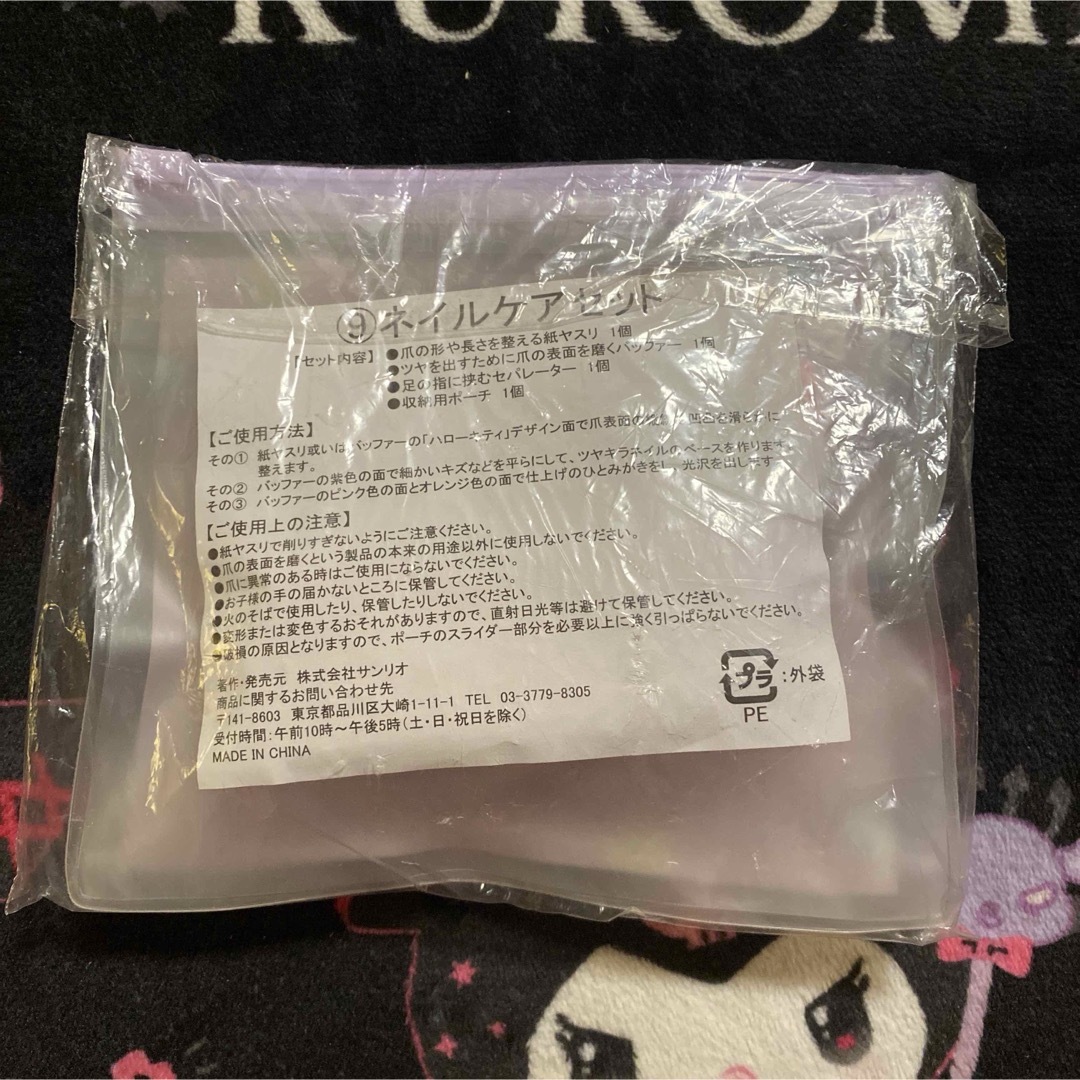 KUROMI
⑨ネイルケアセット
【セット内容】 ●爪の形や長さを整える紙ヤスリ 1個
●ツヤを出すために爪の表面を磨くバッファー 1個
●足の指に挟むセパレーター 1個
●収納用ポーチ 1個
【ご使用方法】
その① 紙ヤスリ或いはバッファーの「ハローキティ」デザイン面で爪表面の 凹凸を滑らかに
整えます。
その② バッファーの紫色の面で細かいキズなどを平らにして、ツヤキラネイルのベースを作ります。
その③ バッファーのピンク色の面とオレンジ色の面で仕上げのひとみがきをし、光沢を出します
【ご使用上の注意】
●紙ヤスリで削りすぎないようにご注意ください。
●爪の表面を磨くという製品の本来の用途以外に使用しないでください。
●爪に異常のある時はご使用にならないでください。
●お子様の手の届かないところに保管してください。
●火のそばで使用したり、保管したりしないでください。
●変形または変色するおそれがありますので、直射日光等は避けて保管してください。
●破損の原因となりますので、ポーチのスライダー部分を必要以上に強く引っぱらないでください。
著作・発売元 株式会社サンリオ
商品に関するお問い合わせ先
〒141-8603 東京都品川区大崎1-11-1 TEL 03-3779-8305
受付時間:午前10時～午後5時(土・日・祝日を除く)
MADE IN CHINA
プラ:外袋
PE